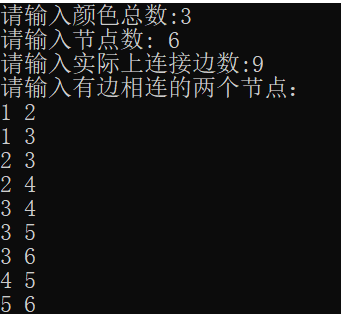 请输入颜色总数:3
请输入节点数: 6
请输入实际上连接边数:9
请输入有边相连的两个节点：
1 2
1 3
2 3
2 4
3 4
3 5
3 6
4 5
5 6